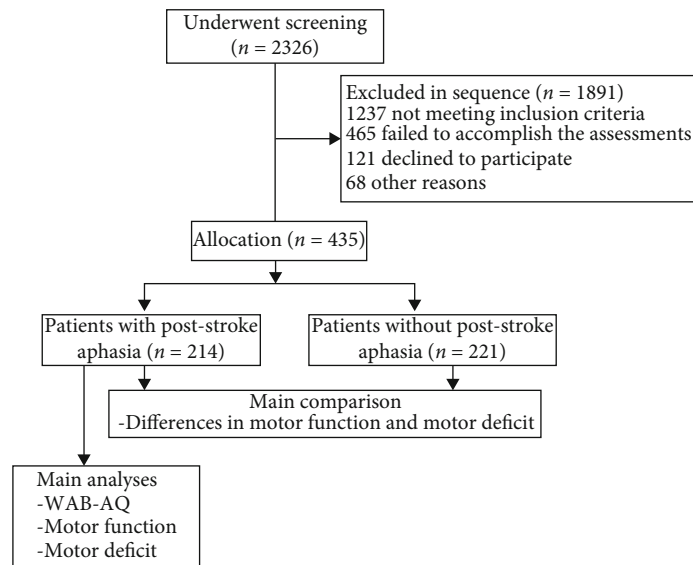 Underwent screening
(n = 2326)
Excluded in sequence (n = 1891)
1237 not meeting inclusion criteria
465 failed to accomplish the assessments
121 declined to participate
68 other reasons
Allocation (n = 435)
Patients with post-stroke
aphasia (n = 214)
Patients without post-stroke
aphasia (n = 221)
Main comparison
-Differences in motor function and motor deficit
Main analyses
-WAB-AQ
-Motor function
-Motor deficit